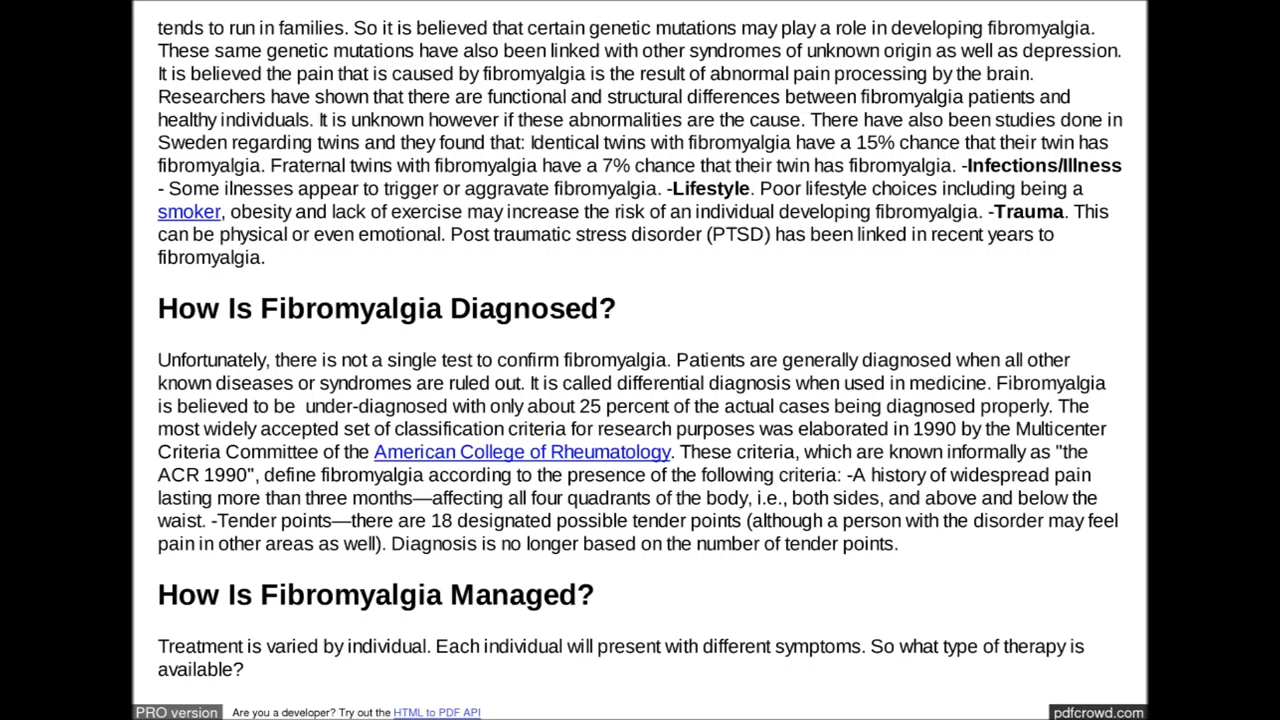 tends to run in families. So it is believed that certain genetic mutations may play a role in developing fibromyalgia.
These same genetic mutations have also been linked with other syndromes of unknown origin as well as depression.
It is believed the pain that is caused by fibromyalgia is the result of abnormal pain processing by the brain.
Researchers have shown that there are functional and structural differences between fibromyalgia patients and
healthy individuals. It is unknown however if these abnormalities are the cause. There have also been studies done in
Sweden regarding twins and they found that: Identical twins with fibromyalgia have a 15% chance that their twin has
fibromyalgia. Fraternal twins with fibromyalgia have a 7% chance that their twin has fibromyalgia. -Infections/Illness
- Some ilnesses appear to trigger or aggravate fibromyalgia. -Lifestyle. Poor lifestyle choices including being a
smoker, obesity and lack of exercise may increase the risk of an individual developing fibromyalgia. -Trauma. This
can be physical or even emotional. Post traumatic stress disorder (PTSD) has been linked in recent years to
fibromyalgia.
How Is Fibromyalgia Diagnosed?
Unfortunately, there is not a single test to confirm fibromyalgia. Patients are generally diagnosed when all other
known diseases or syndromes are ruled out. It is called differential diagnosis when used in medicine. Fibromyalgia
is believed to be  under-diagnosed with only about 25 percent of the actual cases being diagnosed properly. The
most widely accepted set of classification criteria for research purposes was elaborated in 1990 by the Multicenter
Criteria Committee of the American College of Rheumatology. These criteria, which are known informally as "the
ACR 1990", define fibromyalgia according to the presence of the following criteria: -A history of widespread pain
lasting more than three months—affecting all four quadrants of the body, i.e., both sides, and above and below the
waist. -Tender points—there are 18 designated possible tender points (although a person with the disorder may feel
pain in other areas as well). Diagnosis is no longer based on the number of tender points.
How Is Fibromyalgia Managed?
Treatment is varied by individual. Each individual will present with different symptoms. So what type of therapy is
available?
PRO version Are you a developer? Try out the HTML to PDF API pdfcrowd.com